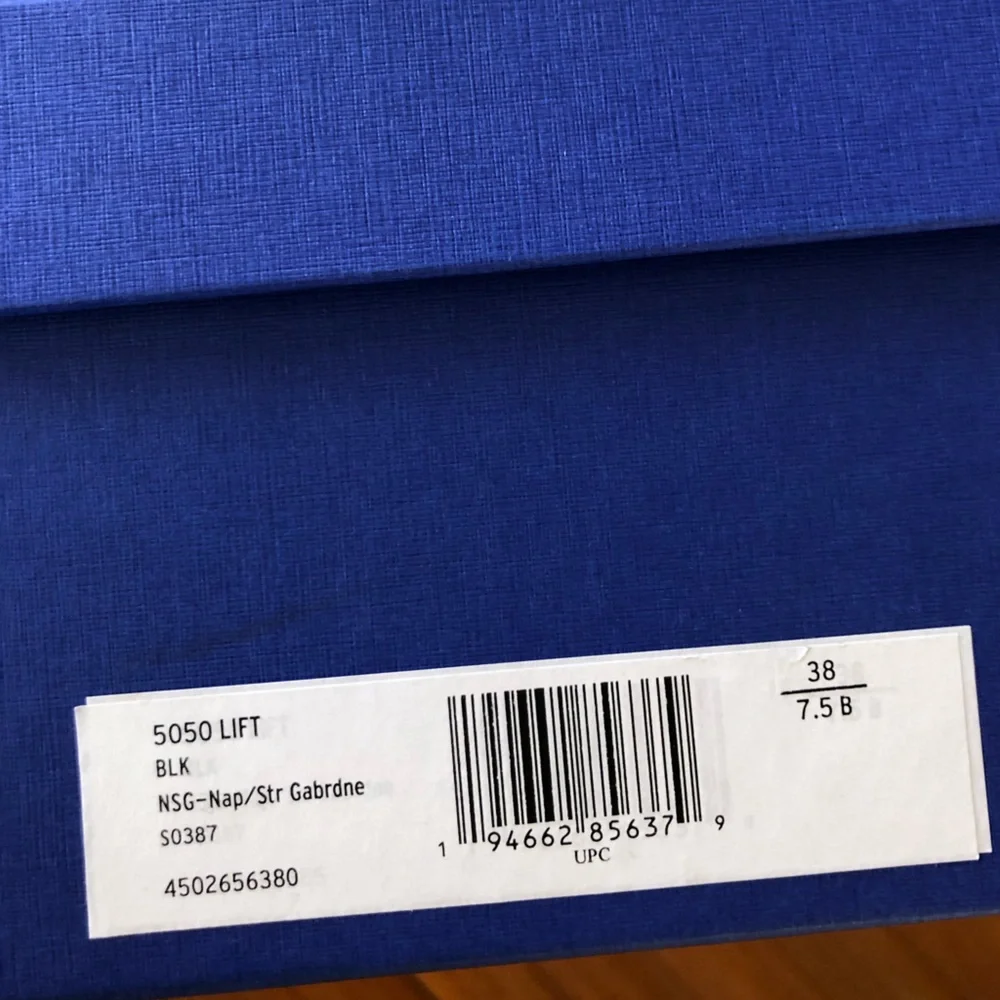 5050 LIFT
BLK
NSG-Nap/Str Gabrdne
S0387
4502656380
1 94662 85637 9
UPC
38
7.5 B